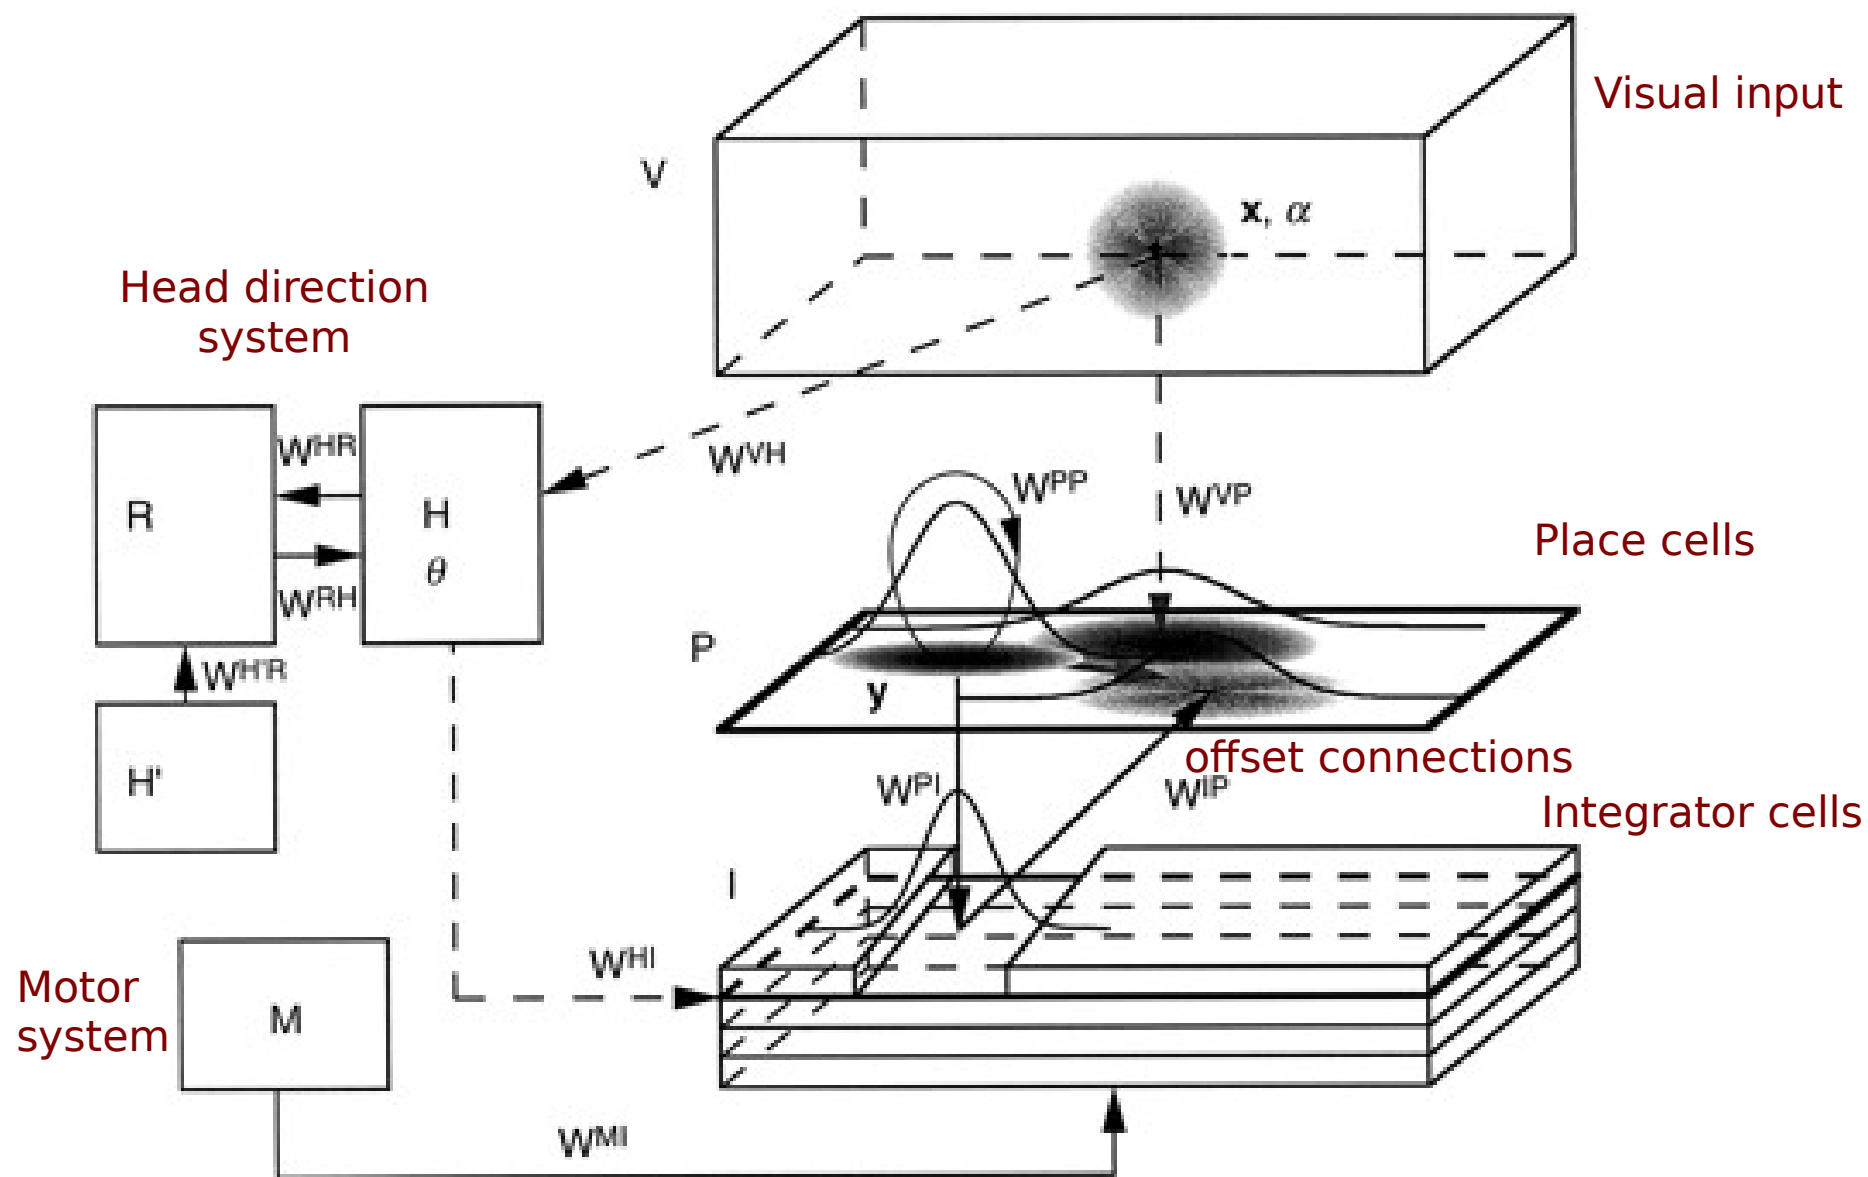 Visual input
V
x, α
Head direction
system
W^HR
R
H
θ
W^RH
W^VH
W^PP
W^VP
Place cells
P
y
W^H'R
H'
offset connections
W^PI
W^IP
Integrator cells
I
W^HI
Motor
system
M
W^MI